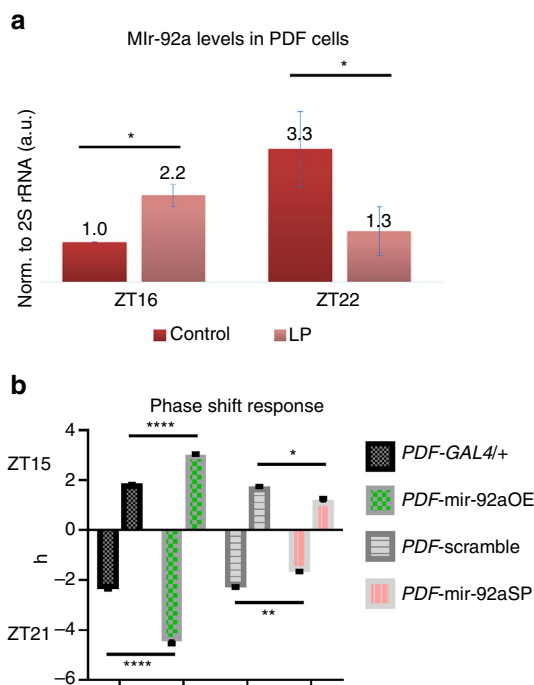 a
MIr-92a levels in PDF cells
*
*
3.3
2.2
1.0
1.3
Norm. to 2S rRNA (a.u.)
ZT16
ZT22
Control
LP
b
Phase shift response
4
2
0
−2
−4
−6
ZT15
h
ZT21
****
*
**
****
PDF-GAL4/+
PDF-mir-92aOE
PDF-scramble
PDF-mir-92aSP